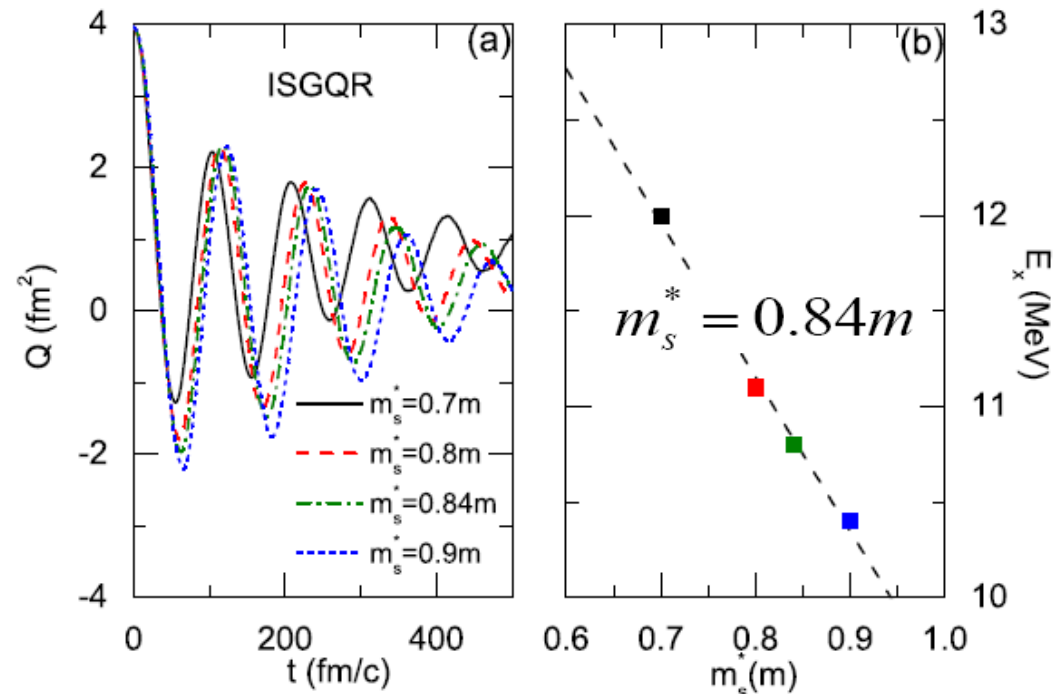 (a)
ISGQR
4
2
0
-2
-4
Q (fm²)
m*ₛ=0.7m
m*ₛ=0.8m
m*ₛ=0.84m
m*ₛ=0.9m
0
200
400
t (fm/c)
(b)
m*ₛ = 0.84m
13
12
11
10
Eₓ (MeV)
0.6
0.7
0.8
0.9
1.0
m*ₛ(m)